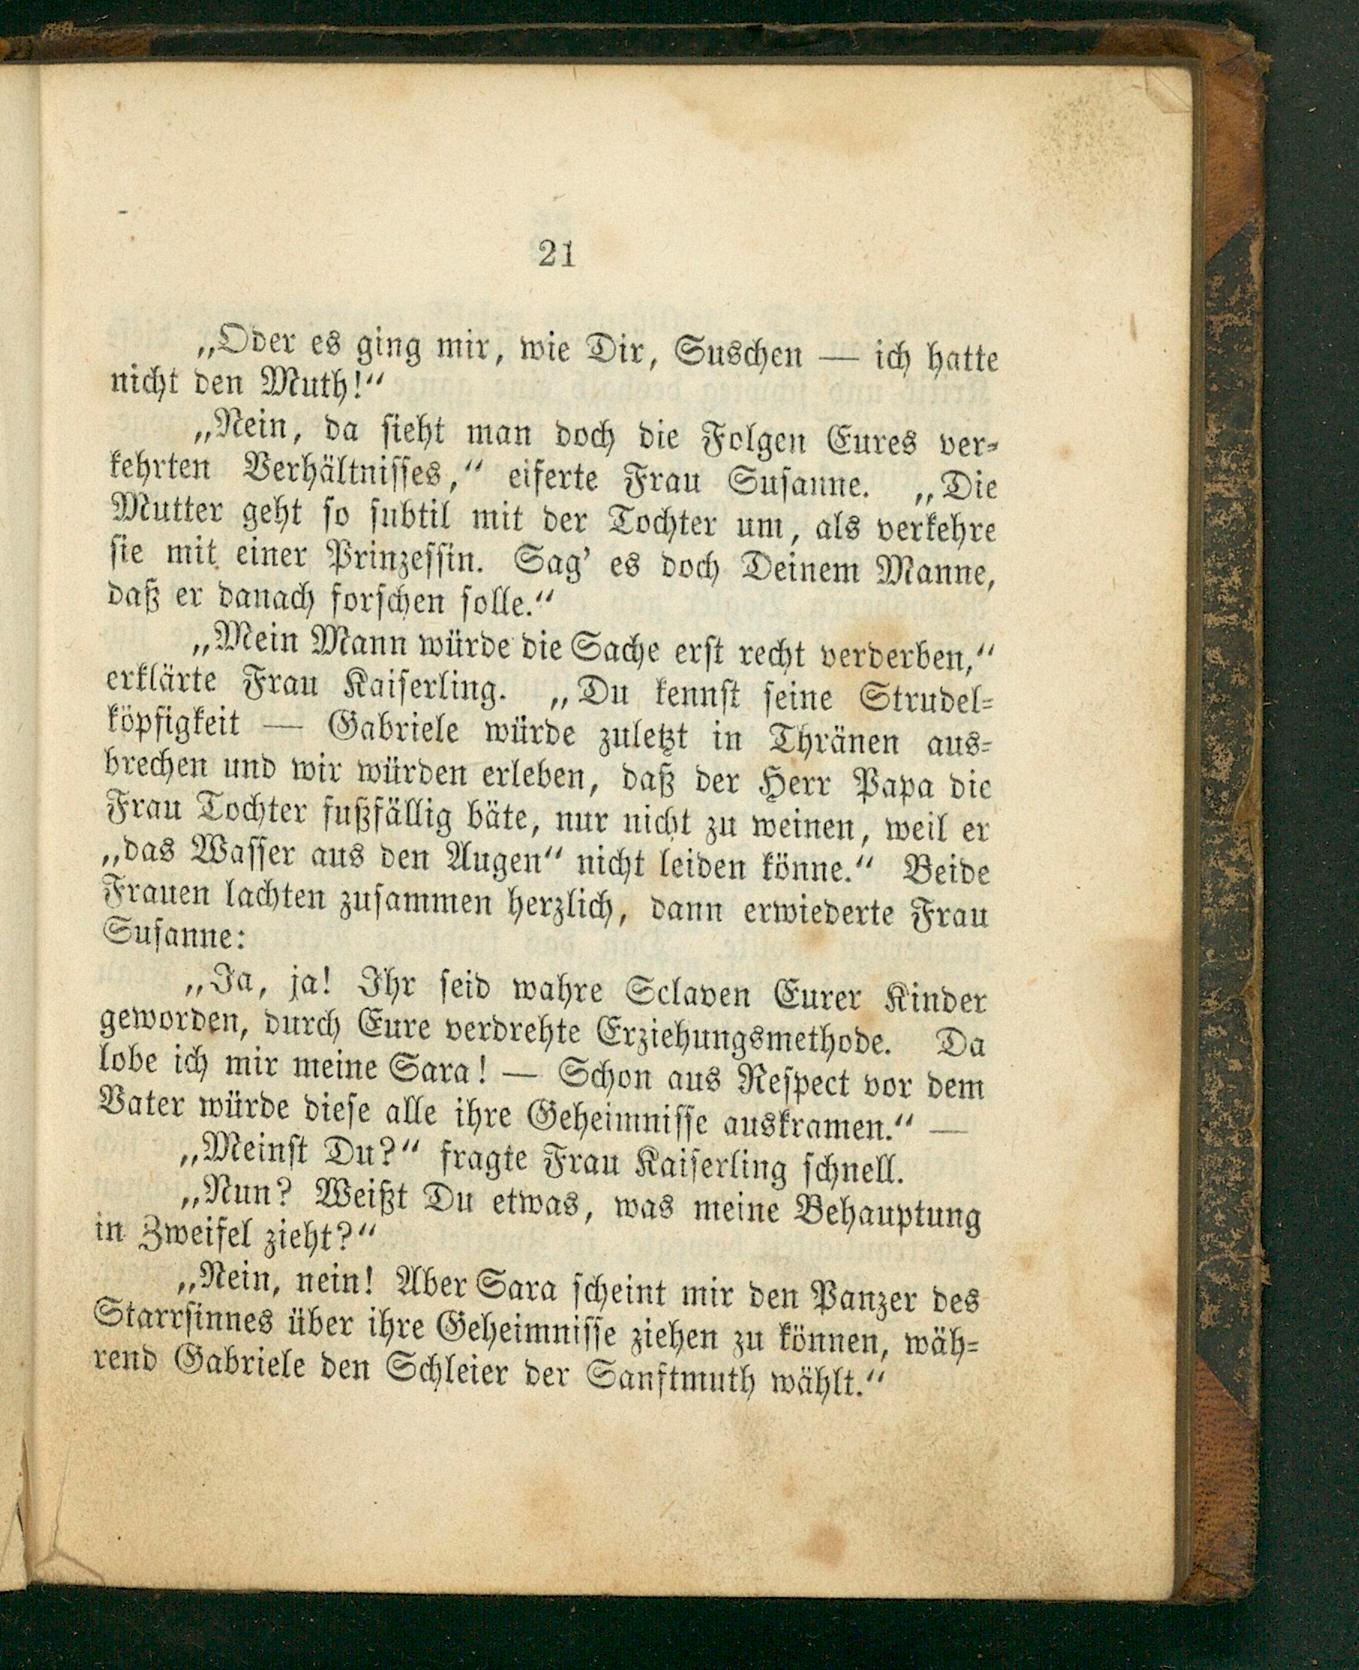 21
„Oder es ging mir, wie Dir, Suschen — ich hatte
nicht den Muth!“
„Nein, da sieht man doch die Folgen Eures ver-
kehrten Verhältnisses,“ eiferte Frau Susanne. „Die
Mutter geht so subtil mit der Tochter um, als verkehre
sie mit einer Prinzessin. Sag’ es doch Deinem Manne,
daß er danach forschen solle.“
„Mein Mann würde die Sache erst recht verderben,“
erklärte Frau Kaiserling. „Du kennst seine Strudel-
köpfigkeit — Gabriele würde zuletzt in Thränen aus-
brechen und wir würden erleben, daß der Herr Papa die
Frau Tochter fußfällig bäte, nur nicht zu weinen, weil er
„das Wasser aus den Augen“ nicht leiden könne.“ Beide
Frauen lachten zusammen herzlich, dann erwiederte Frau
Susanne:
„Ja, ja! Ihr seid wahre Sclaven Eurer Kinder
geworden, durch Eure verdrehte Erziehungsmethode. Da
lobe ich mir meine Sara! — Schon aus Respect vor dem
Vater würde diese alle ihre Geheimnisse auskramen.“ —
„Meinst Du?“ fragte Frau Kaiserling schnell.
„Nun? Weißt Du etwas, was meine Behauptung
in Zweifel zieht?“
„Nein, nein! Aber Sara scheint mir den Panzer des
Starrsinnes über ihre Geheimnisse ziehen zu können, wäh-
rend Gabriele den Schleier der Sanftmuth wählt.“